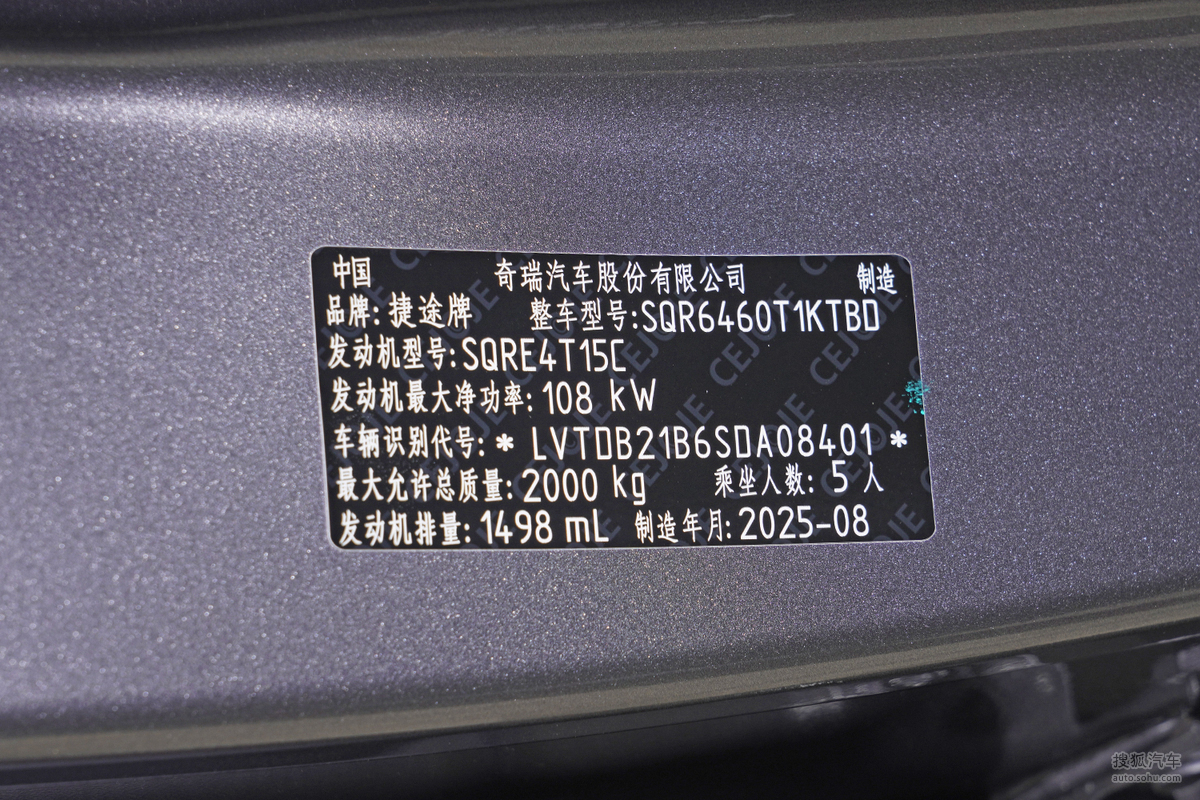 中国 奇瑞汽车股份有限公司 制造
品牌:捷途牌 整车型号:SQR6460T1KTBD
发动机型号:SQRE4T15C
发动机最大净功率:108 kW
车辆识别代号:* LVTDB21B6SDA08401 *
最大允许总质量:2000 kg 乘坐人数:5人
发动机排量:1498 mL 制造年月:2025-08
搜狐汽车
auto.sohu.com